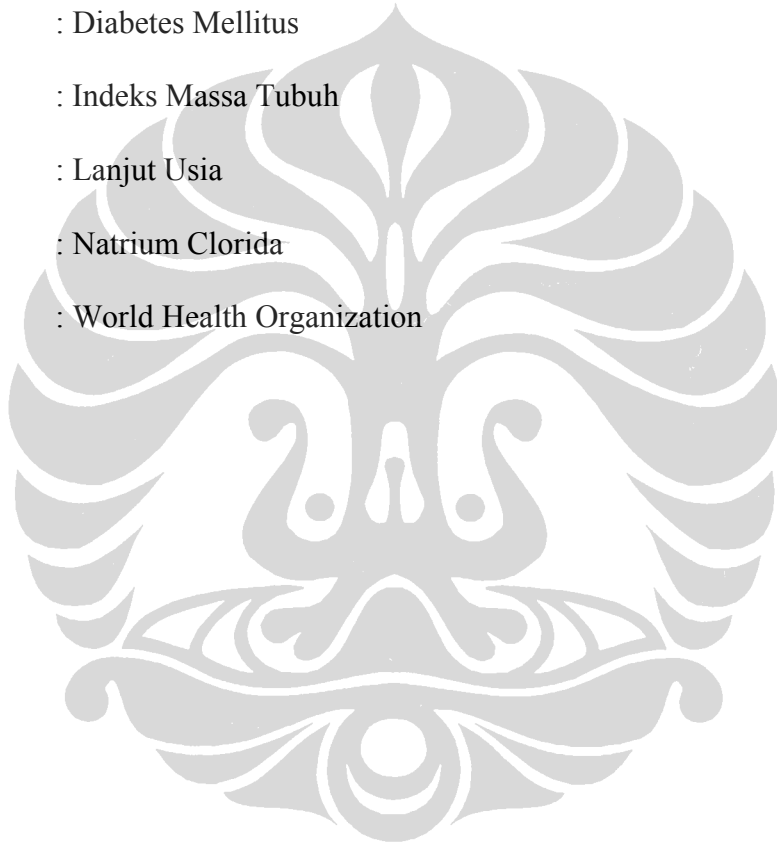 : Diabetes Mellitus
: Indeks Massa Tubuh
: Lanjut Usia
: Natrium Clorida
: World Health Organization